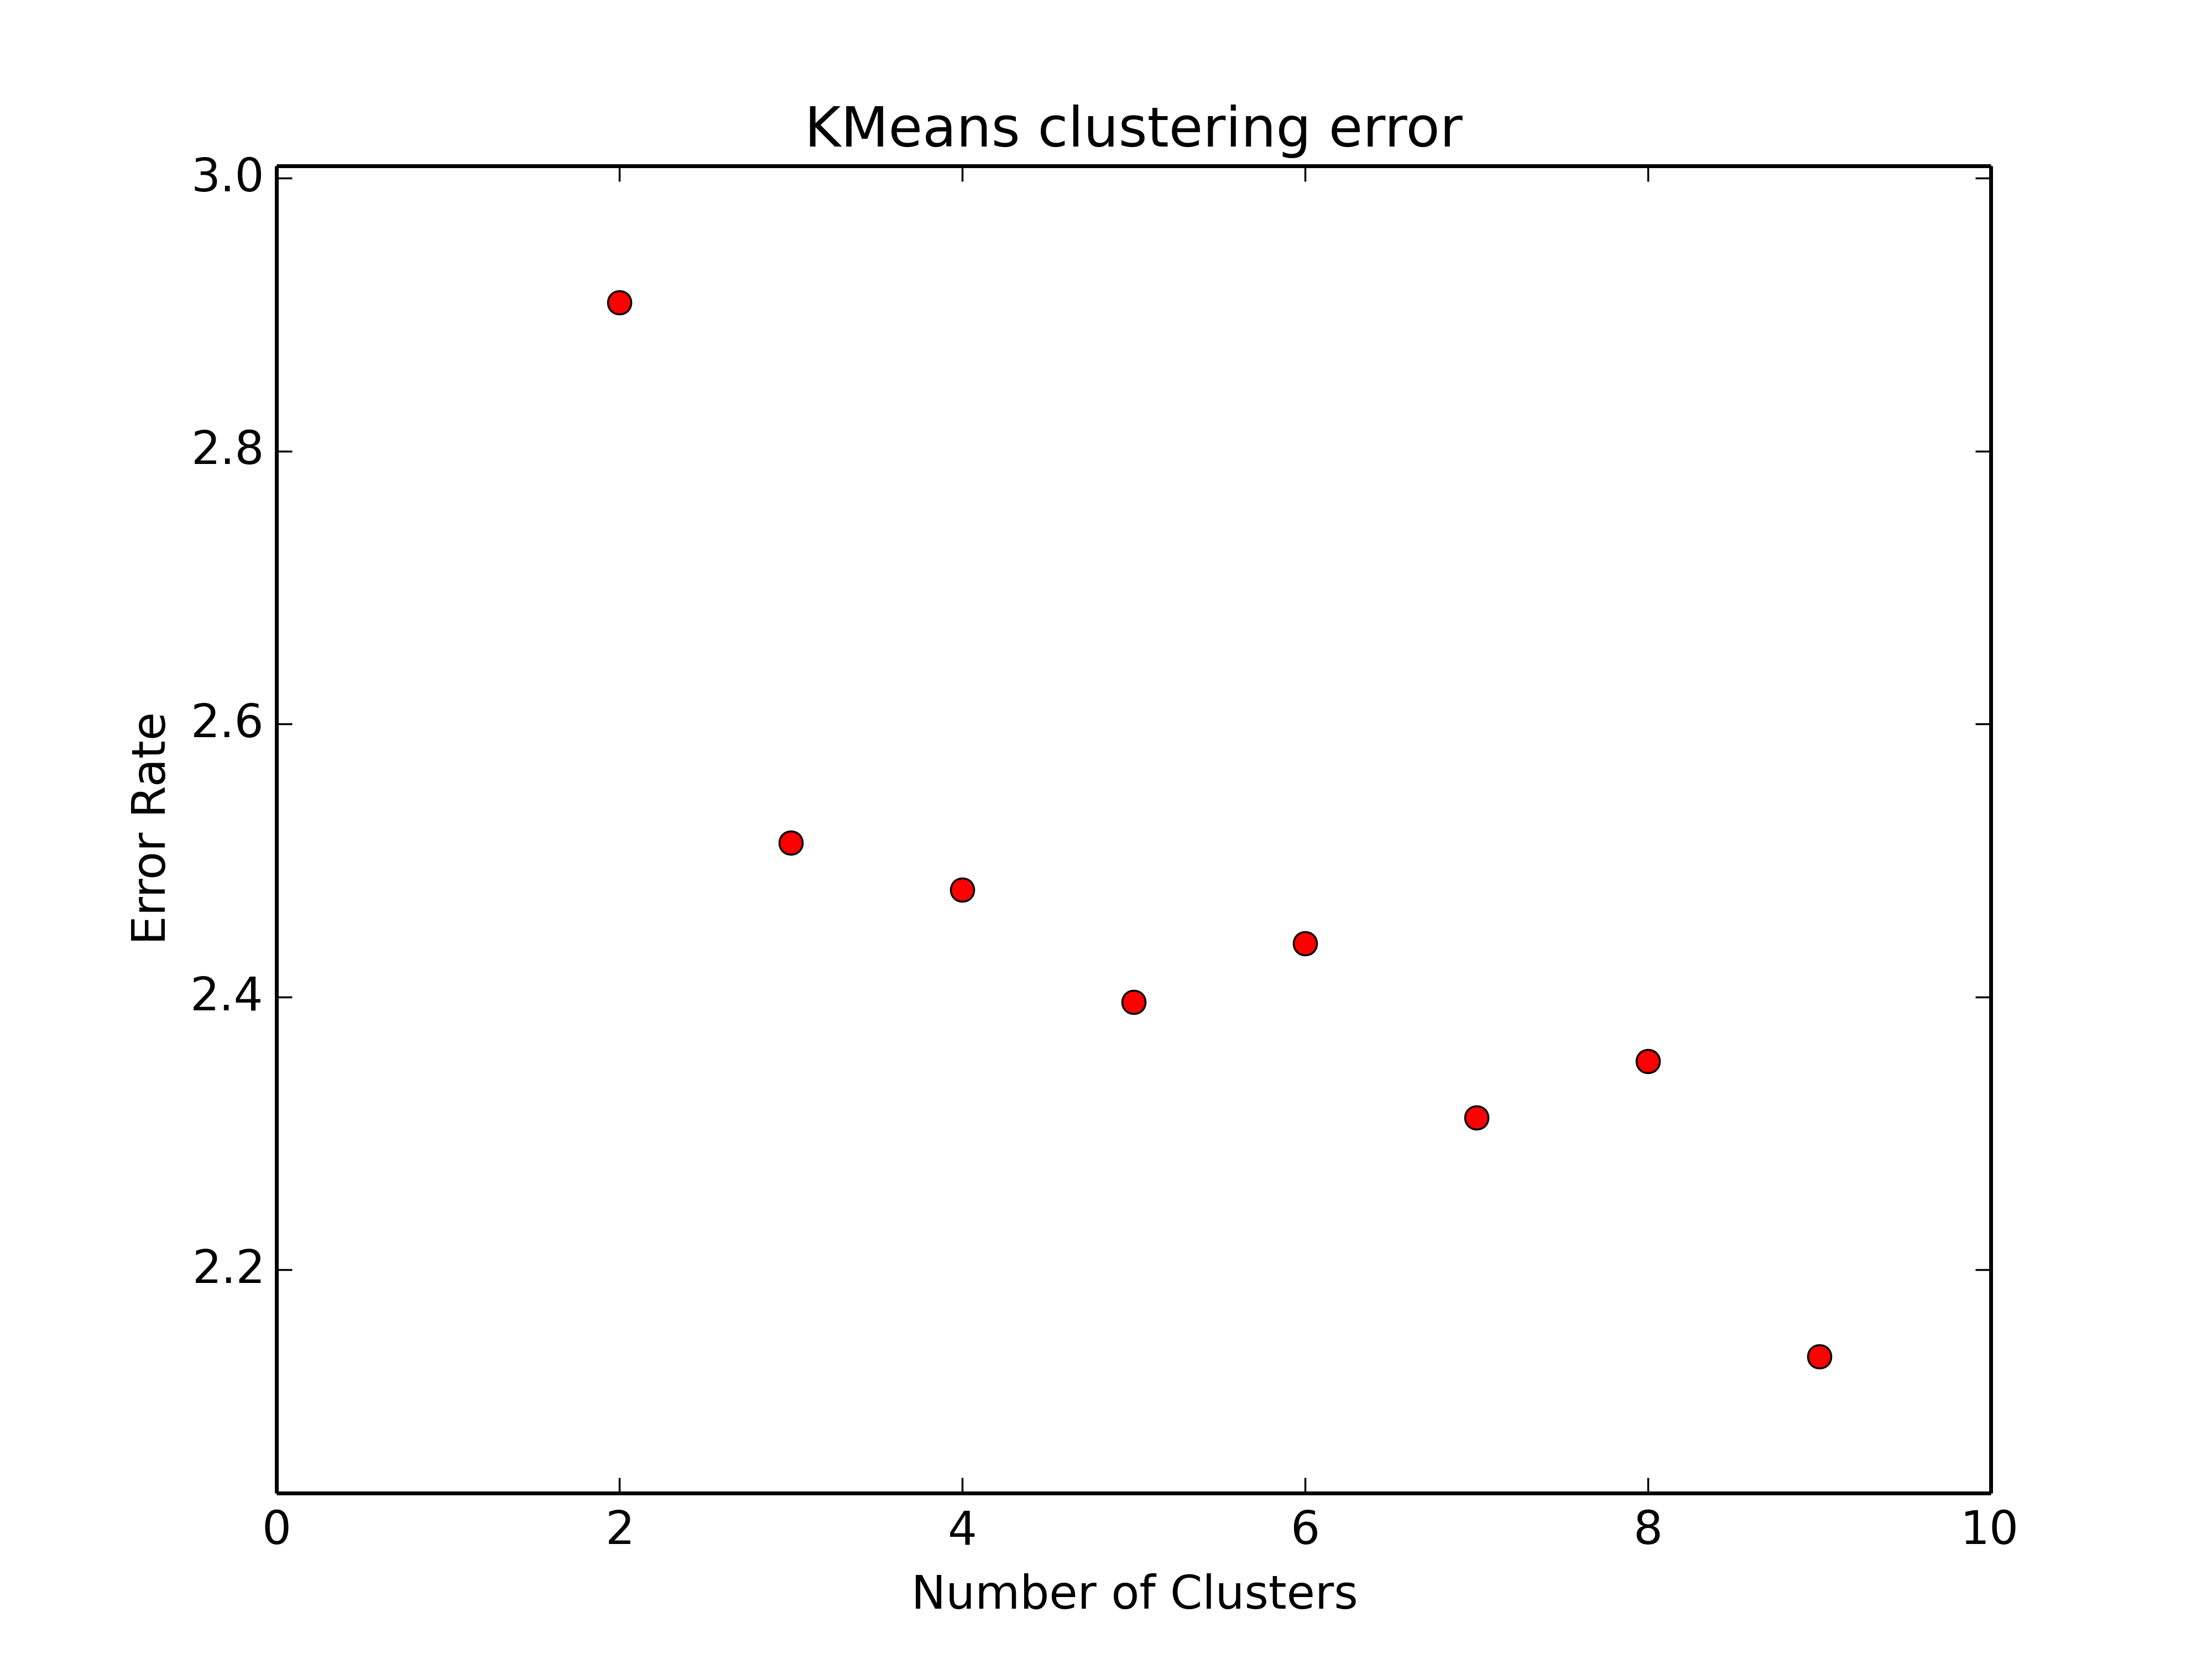 KMeans clustering error
3.0
2.8
2.6
2.4
2.2
Error Rate
0 2 4 6 8 10
Number of Clusters